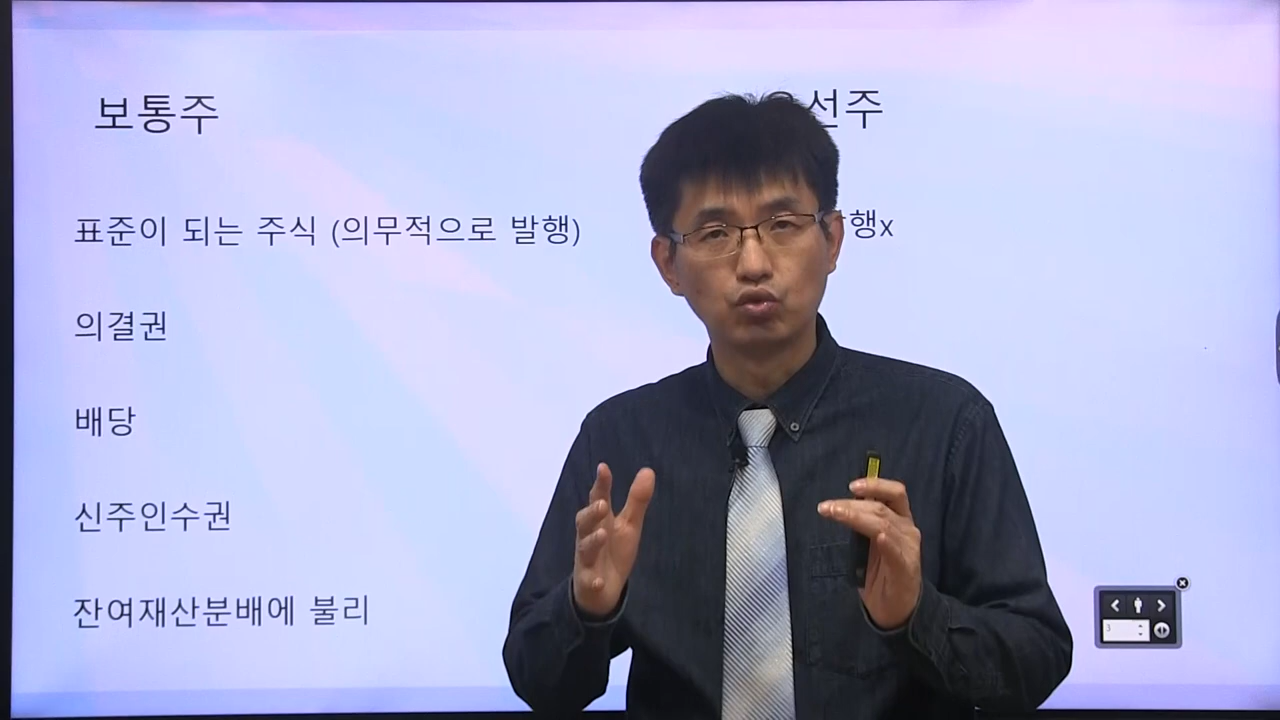 보통주
선주
표준이 되는 주식 (의무적으로 발행)
행x
의결권
배당
신주인수권
잔여재산분배에 불리
3